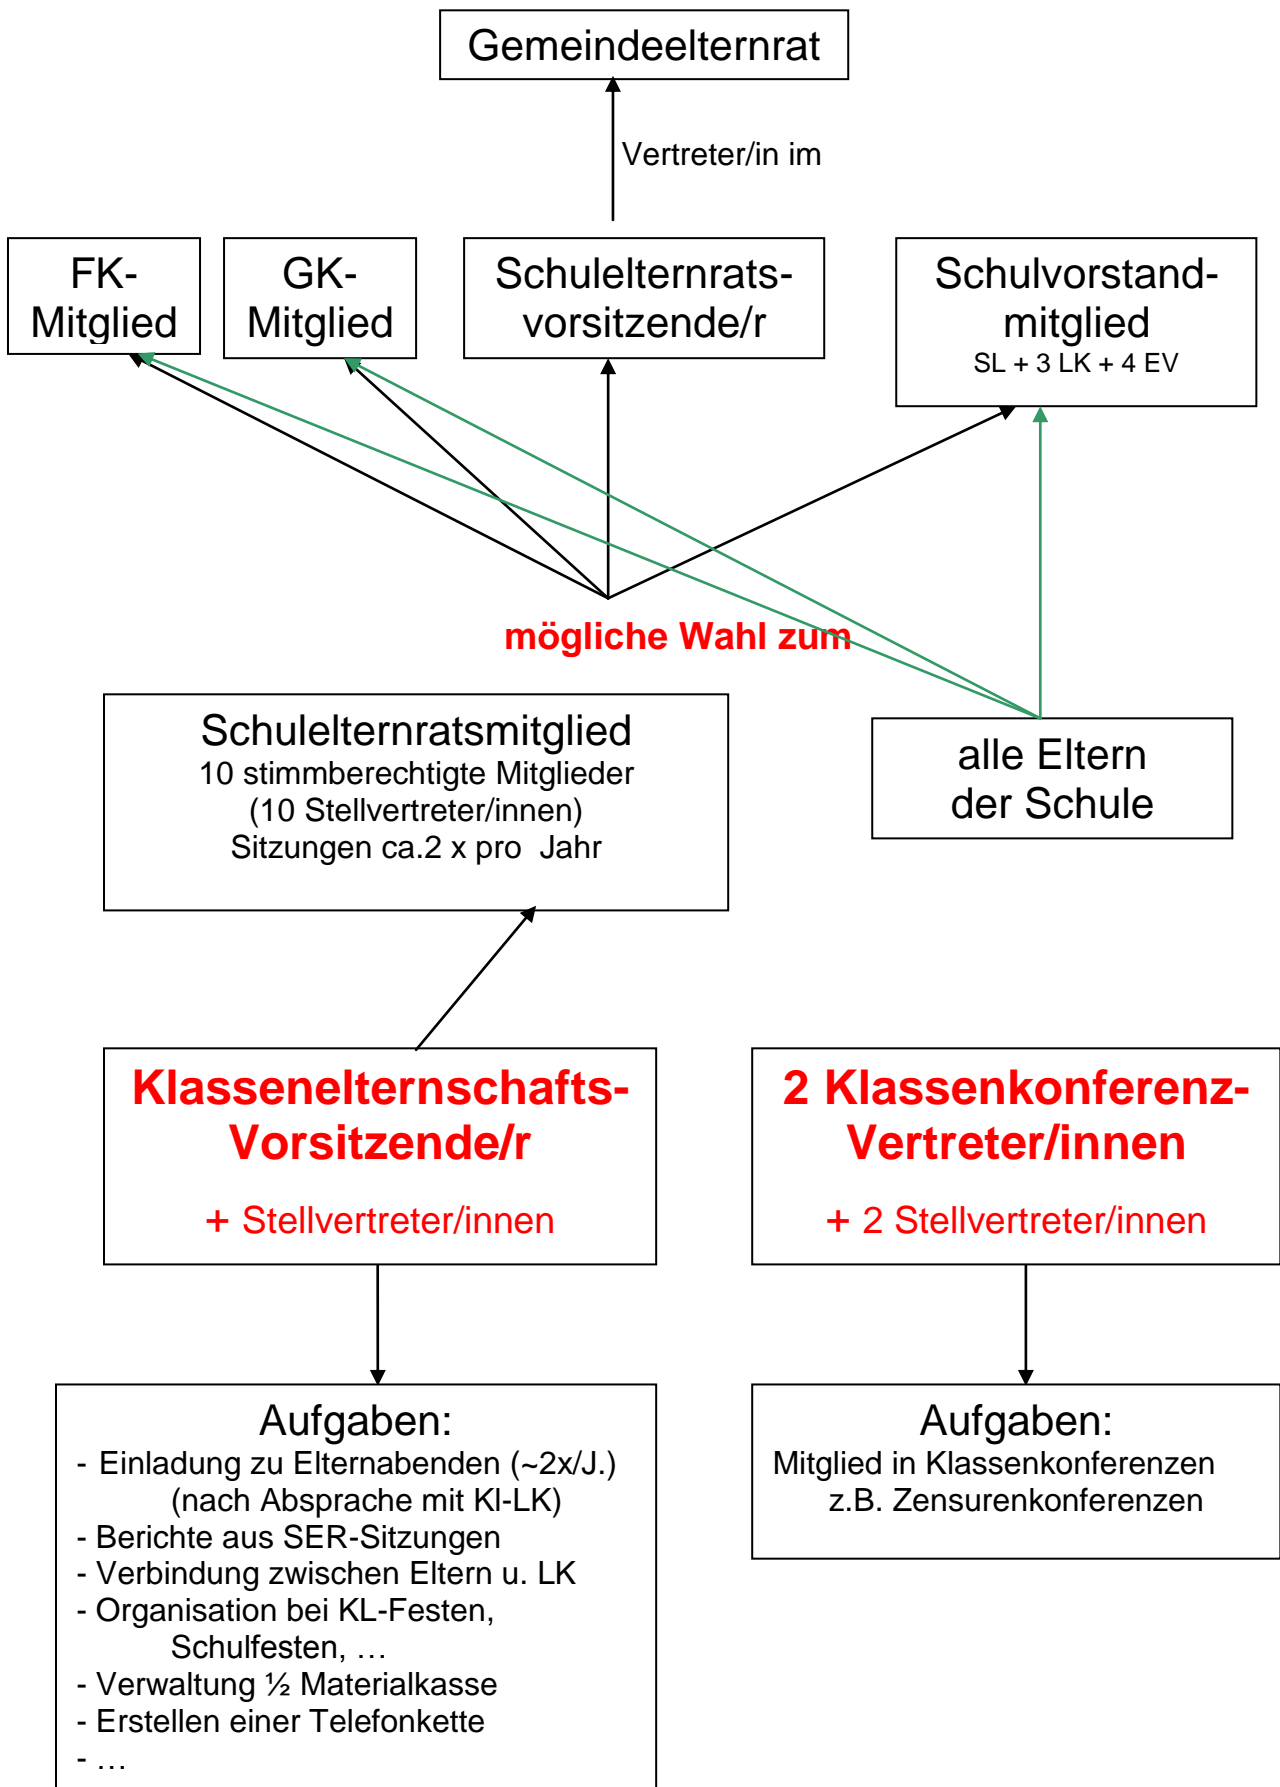 Gemeindeelternrat
Vertreter/in im
FK-
Mitglied
GK-
Mitglied
Schulelternrats-
vorsitzende/r
Schulvorstand-
mitglied
SL + 3 LK + 4 EV
mögliche Wahl zum
Schulelternratsmitglied
10 stimmberechtigte Mitglieder
(10 Stellvertreter/innen)
Sitzungen ca.2 x pro Jahr
alle Eltern
der Schule
Klassenelternschafts-
Vorsitzende/r
+ Stellvertreter/innen
2 Klassenkonferenz-
Vertreter/innen
+ 2 Stellvertreter/innen
Aufgaben:
- Einladung zu Elternabenden (~2x/J.)
(nach Absprache mit Kl-LK)
- Berichte aus SER-Sitzungen
- Verbindung zwischen Eltern u. LK
- Organisation bei KL-Festen,
Schulfesten, …
- Verwaltung ½ Materialkasse
- Erstellen einer Telefonkette
- …
Aufgaben:
Mitglied in Klassenkonferenzen
z.B. Zensurenkonferenzen